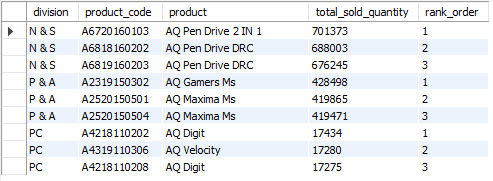 division product_code product total_sold_quantity rank_order
N & S A6720160103 AQ Pen Drive 2 IN 1 701373 1
N & S A6818160202 AQ Pen Drive DRC 688003 2
N & S A6819160203 AQ Pen Drive DRC 676245 3
P & A A2319150302 AQ Gamers Ms 428498 1
P & A A2520150501 AQ Maxima Ms 419865 2
P & A A2520150504 AQ Maxima Ms 419471 3
PC A4218110202 AQ Digit 17434 1
PC A4319110306 AQ Velocity 17280 2
PC A4218110208 AQ Digit 17275 3